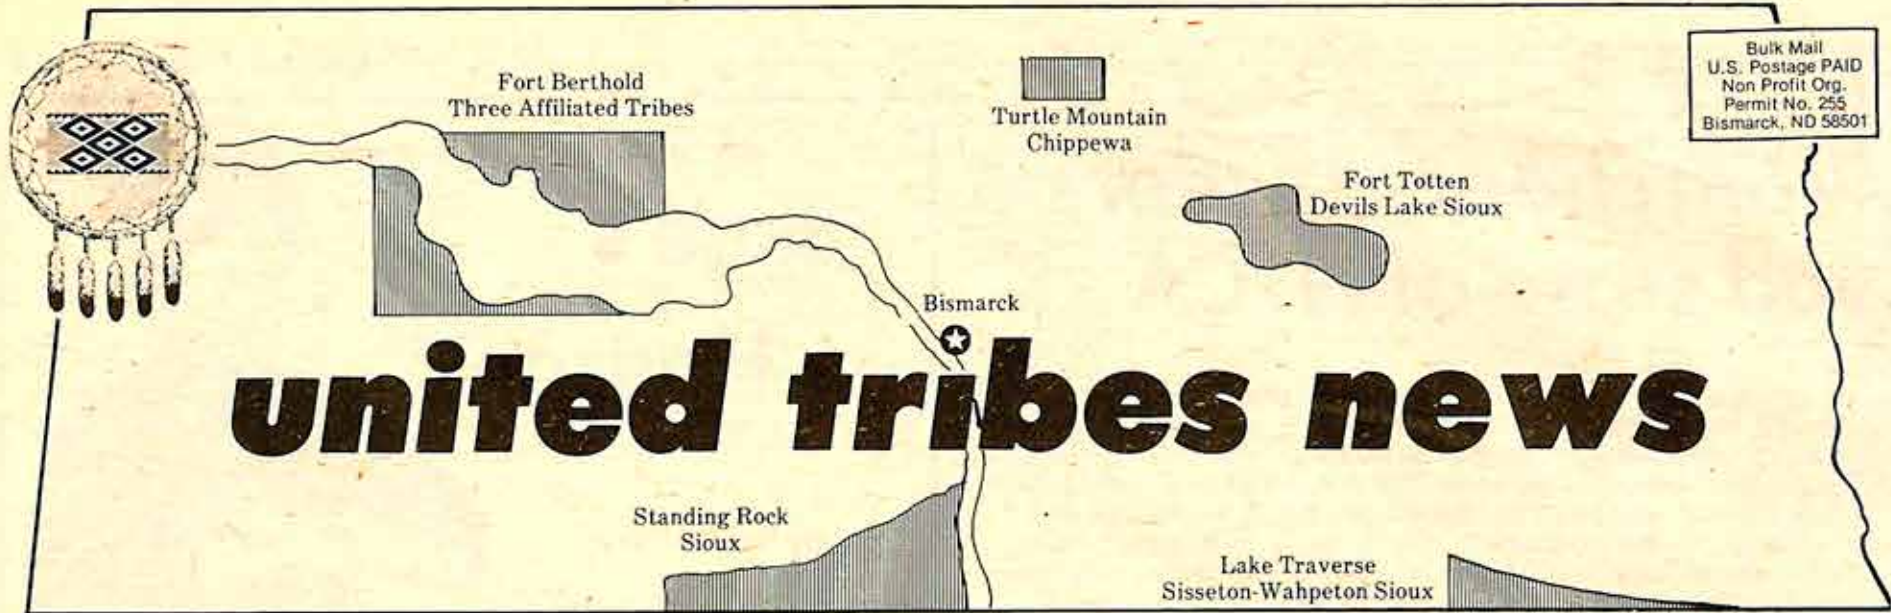 Bulk Mail
U.S. Postage PAID
Non Profit Org.
Permit No. 255
Bismarck, ND 58501
Fort Berthold
Three Affiliated Tribes
Turtle Mountain
Chippewa
Fort Totten
Devils Lake Sioux
Bismarck
united tribes news
Standing Rock
Sioux
Lake Traverse
Sisseton-Wahpeton Sioux